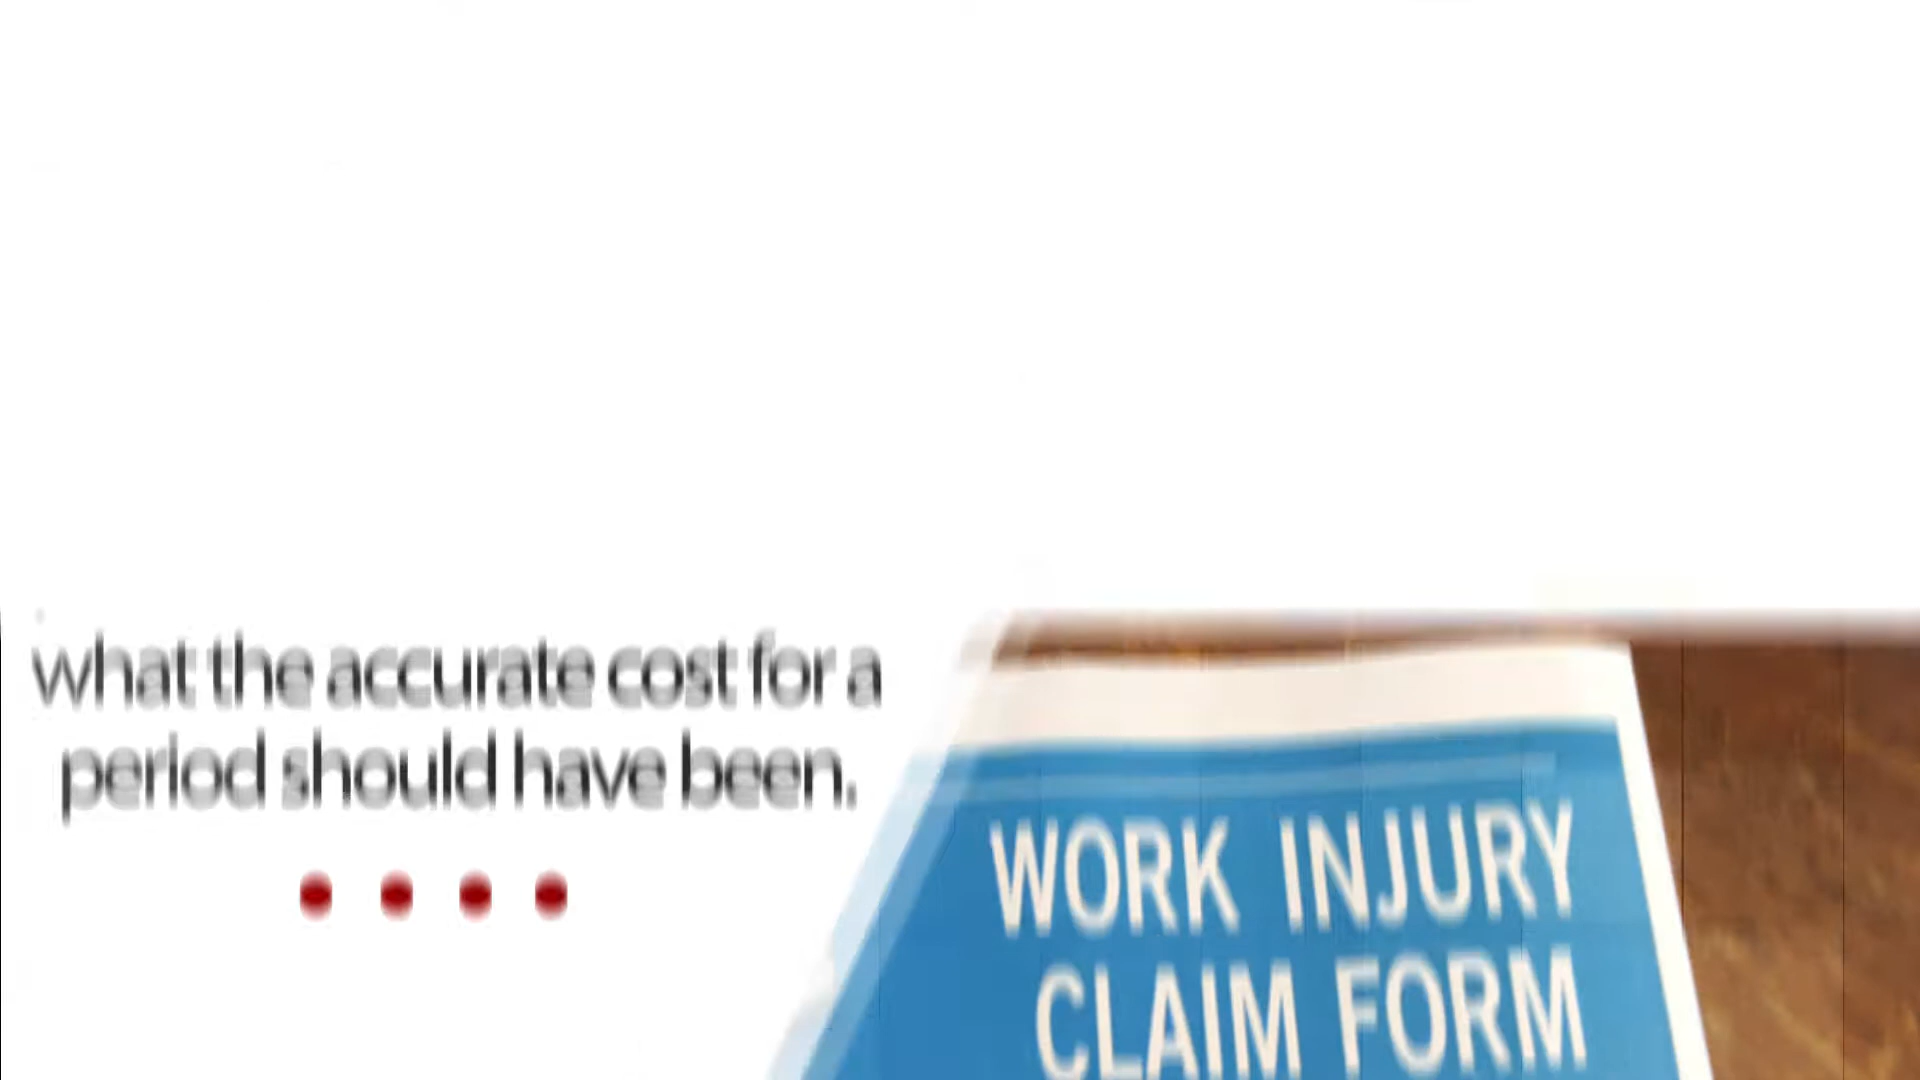 what the accurate cost for a
period should have been.
WORK INJURY
CLAIM FORM